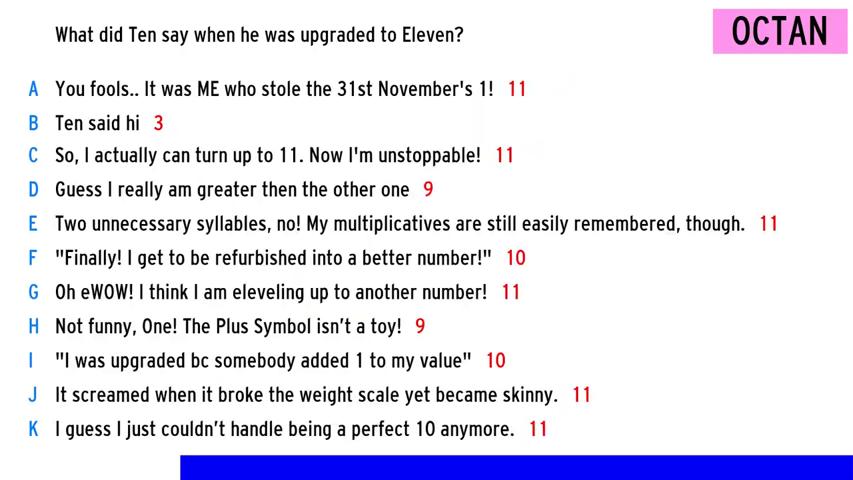 What did Ten say when he was upgraded to Eleven?
OCTAN
A You fools.. It was ME who stole the 31st November's 1! 11
B Ten said hi 3
C So, I actually can turn up to 11. Now I'm unstoppable! 11
D Guess I really am greater then the other one 9
E Two unnecessary syllables, no! My multiplicatives are still easily remembered, though. 11
F "Finally! I get to be refurbished into a better number!" 10
G Oh eWOW! I think I am eleveling up to another number! 11
H Not funny, One! The Plus Symbol isn’t a toy! 9
I "I was upgraded bc somebody added 1 to my value" 10
J It screamed when it broke the weight scale yet became skinny. 11
K I guess I just couldn’t handle being a perfect 10 anymore. 11